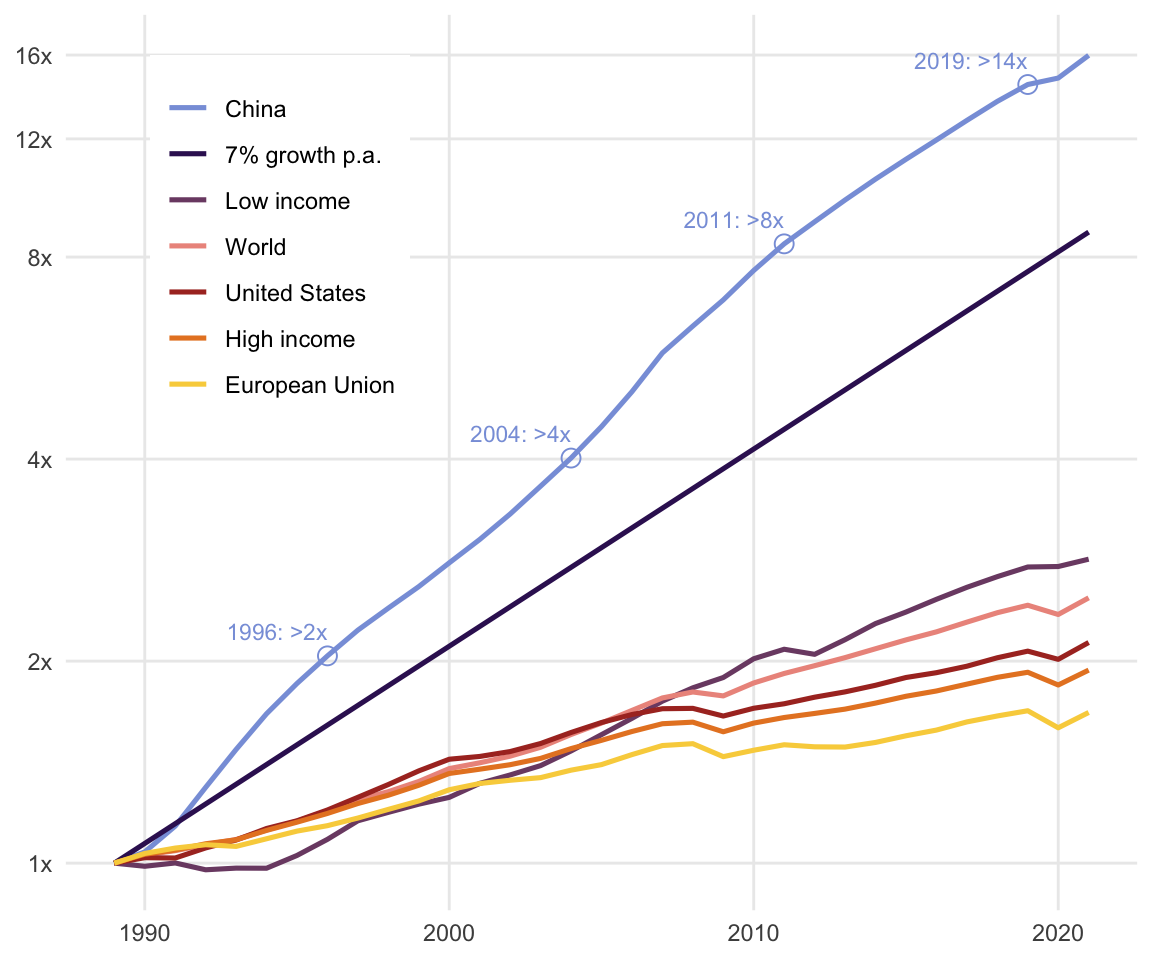 16x
2019: >14x
China
12x
7% growth p.a.
Low income
2011: >8x
World
8x
United States
High income
European Union
2004: >4x
4x
1996: >2x
2x
1x
1990
2000
2010
2020